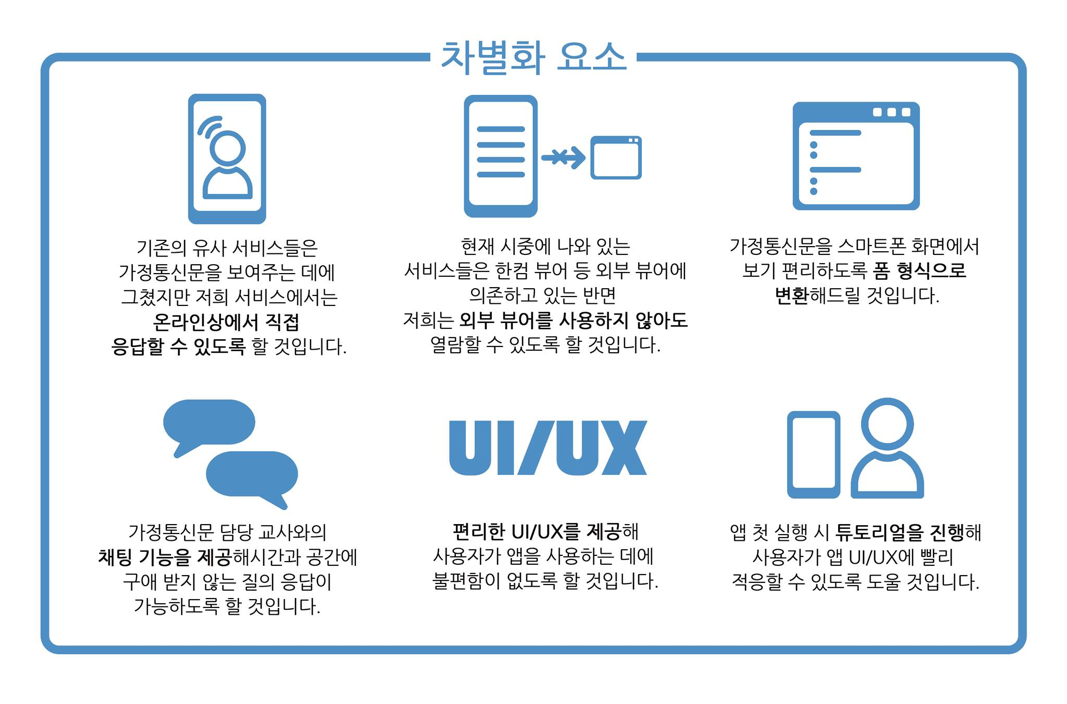 차별화 요소
기존의 유사 서비스들은
가정통신문을 보여주는 데에
그쳤지만 저희 서비스에서는
온라인상에서 직접
응답할 수 있도록 할 것입니다.
현재 시중에 나와 있는
서비스들은 한컴 뷰어 등 외부 뷰어에
의존하고 있는 반면
저희는 외부 뷰어를 사용하지 않아도
열람할 수 있도록 할 것입니다.
가정통신문을 스마트폰 화면에서
보기 편리하도록 폼 형식으로
변환해드릴 것입니다.
가정통신문 담당 교사와의
채팅 기능을 제공해시간과 공간에
구애 받지 않는 질의 응답이
가능하도록 할 것입니다.
UI/UX
편리한 UI/UX를 제공해
사용자가 앱을 사용하는 데에
불편함이 없도록 할 것입니다.
앱 첫 실행 시 튜토리얼을 진행해
사용자가 앱 UI/UX에 빨리
적응할 수 있도록 도울 것입니다.